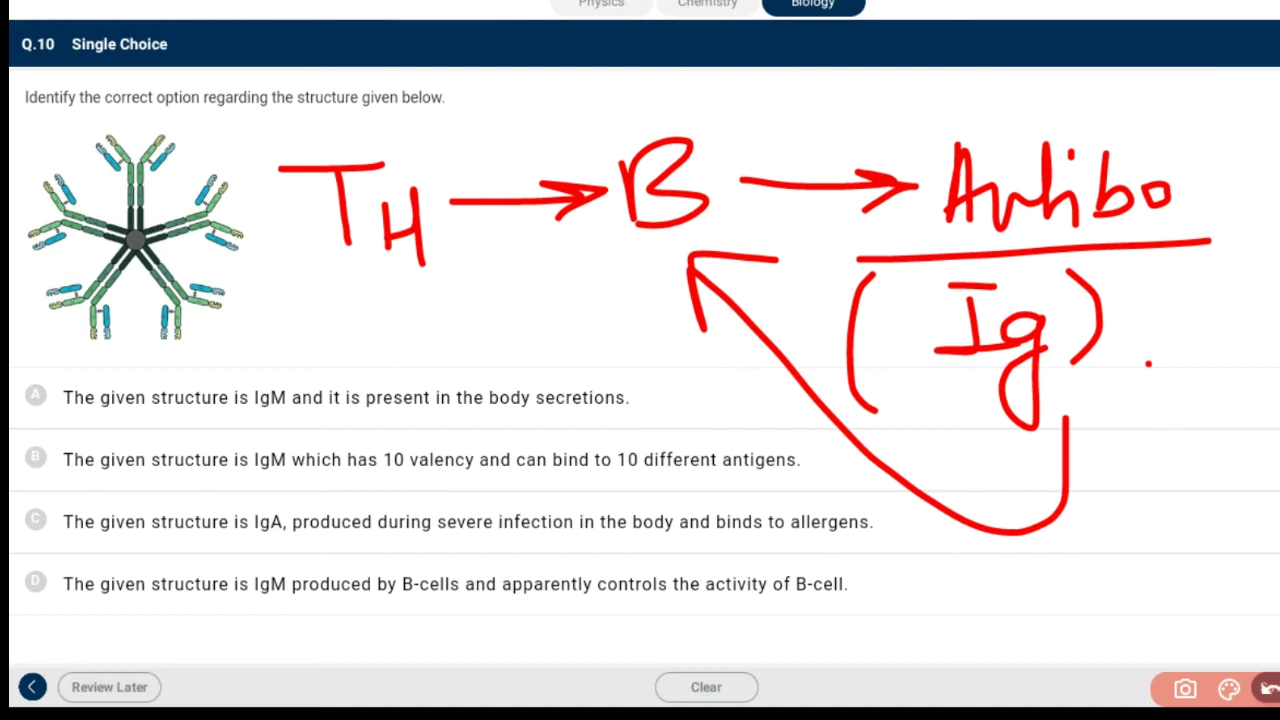 Physics Chemistry Biology
Q.10 Single Choice
Identify the correct option regarding the structure given below.
TH → B → Antibo
(Ig)
A The given structure is IgM and it is present in the body secretions.
B The given structure is IgM which has 10 valency and can bind to 10 different antigens.
C The given structure is IgA, produced during severe infection in the body and binds to allergens.
D The given structure is IgM produced by B-cells and apparently controls the activity of B-cell.
Review Later Clear